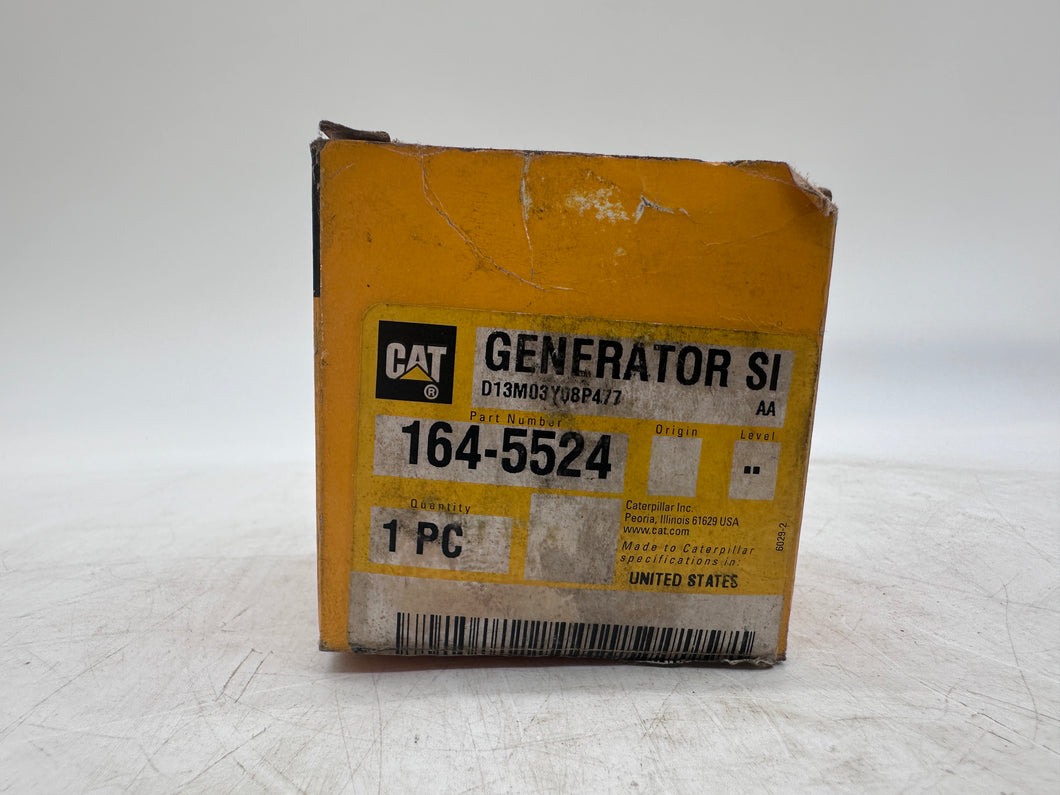 CAT
®
GENERATOR SI
D13M03Y08P477
AA
Part Number
164-5524
Origin
Level
"
Quantity
1 PC
Caterpillar Inc.
Peoria, Illinois 61629 USA
www.cat.com
Made to Caterpillar
specifications in:
UNITED STATES
6029-2